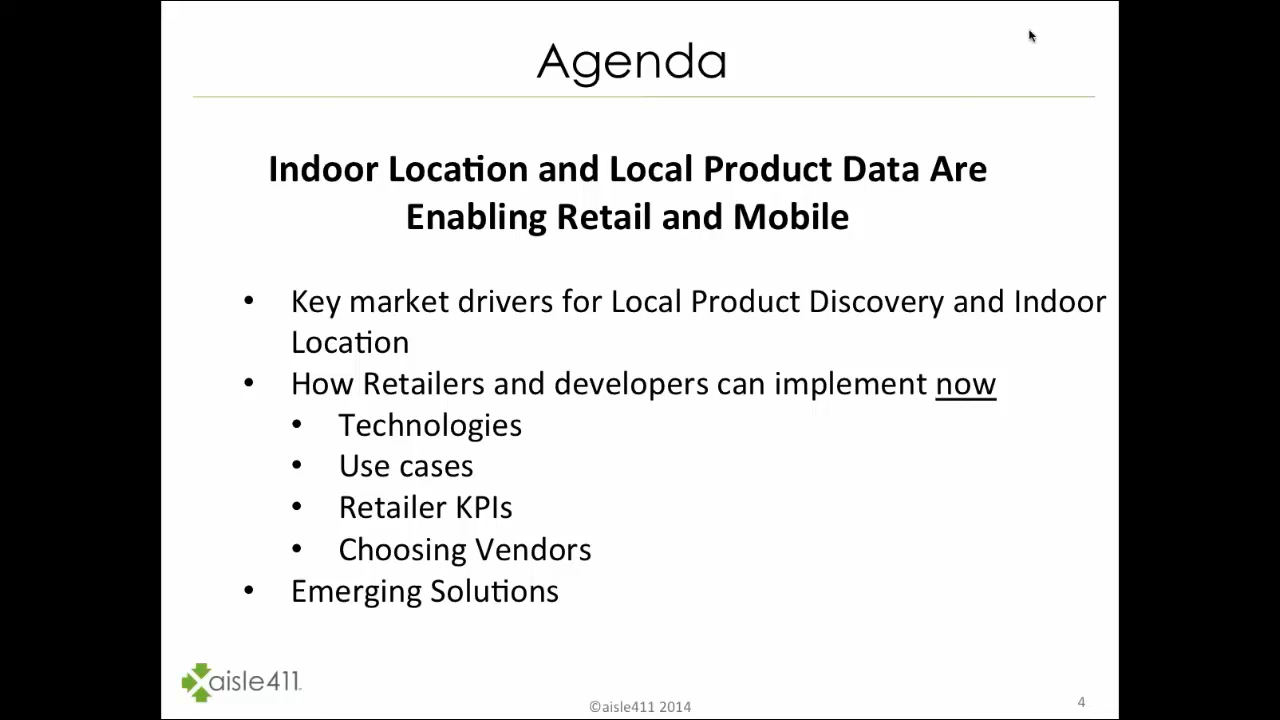 Agenda
Indoor Location and Local Product Data Are
Enabling Retail and Mobile
• Key market drivers for Local Product Discovery and Indoor
Location
• How Retailers and developers can implement now
• Technologies
• Use cases
• Retailer KPIs
• Choosing Vendors
• Emerging Solutions
aisle411
©aisle411 2014
4